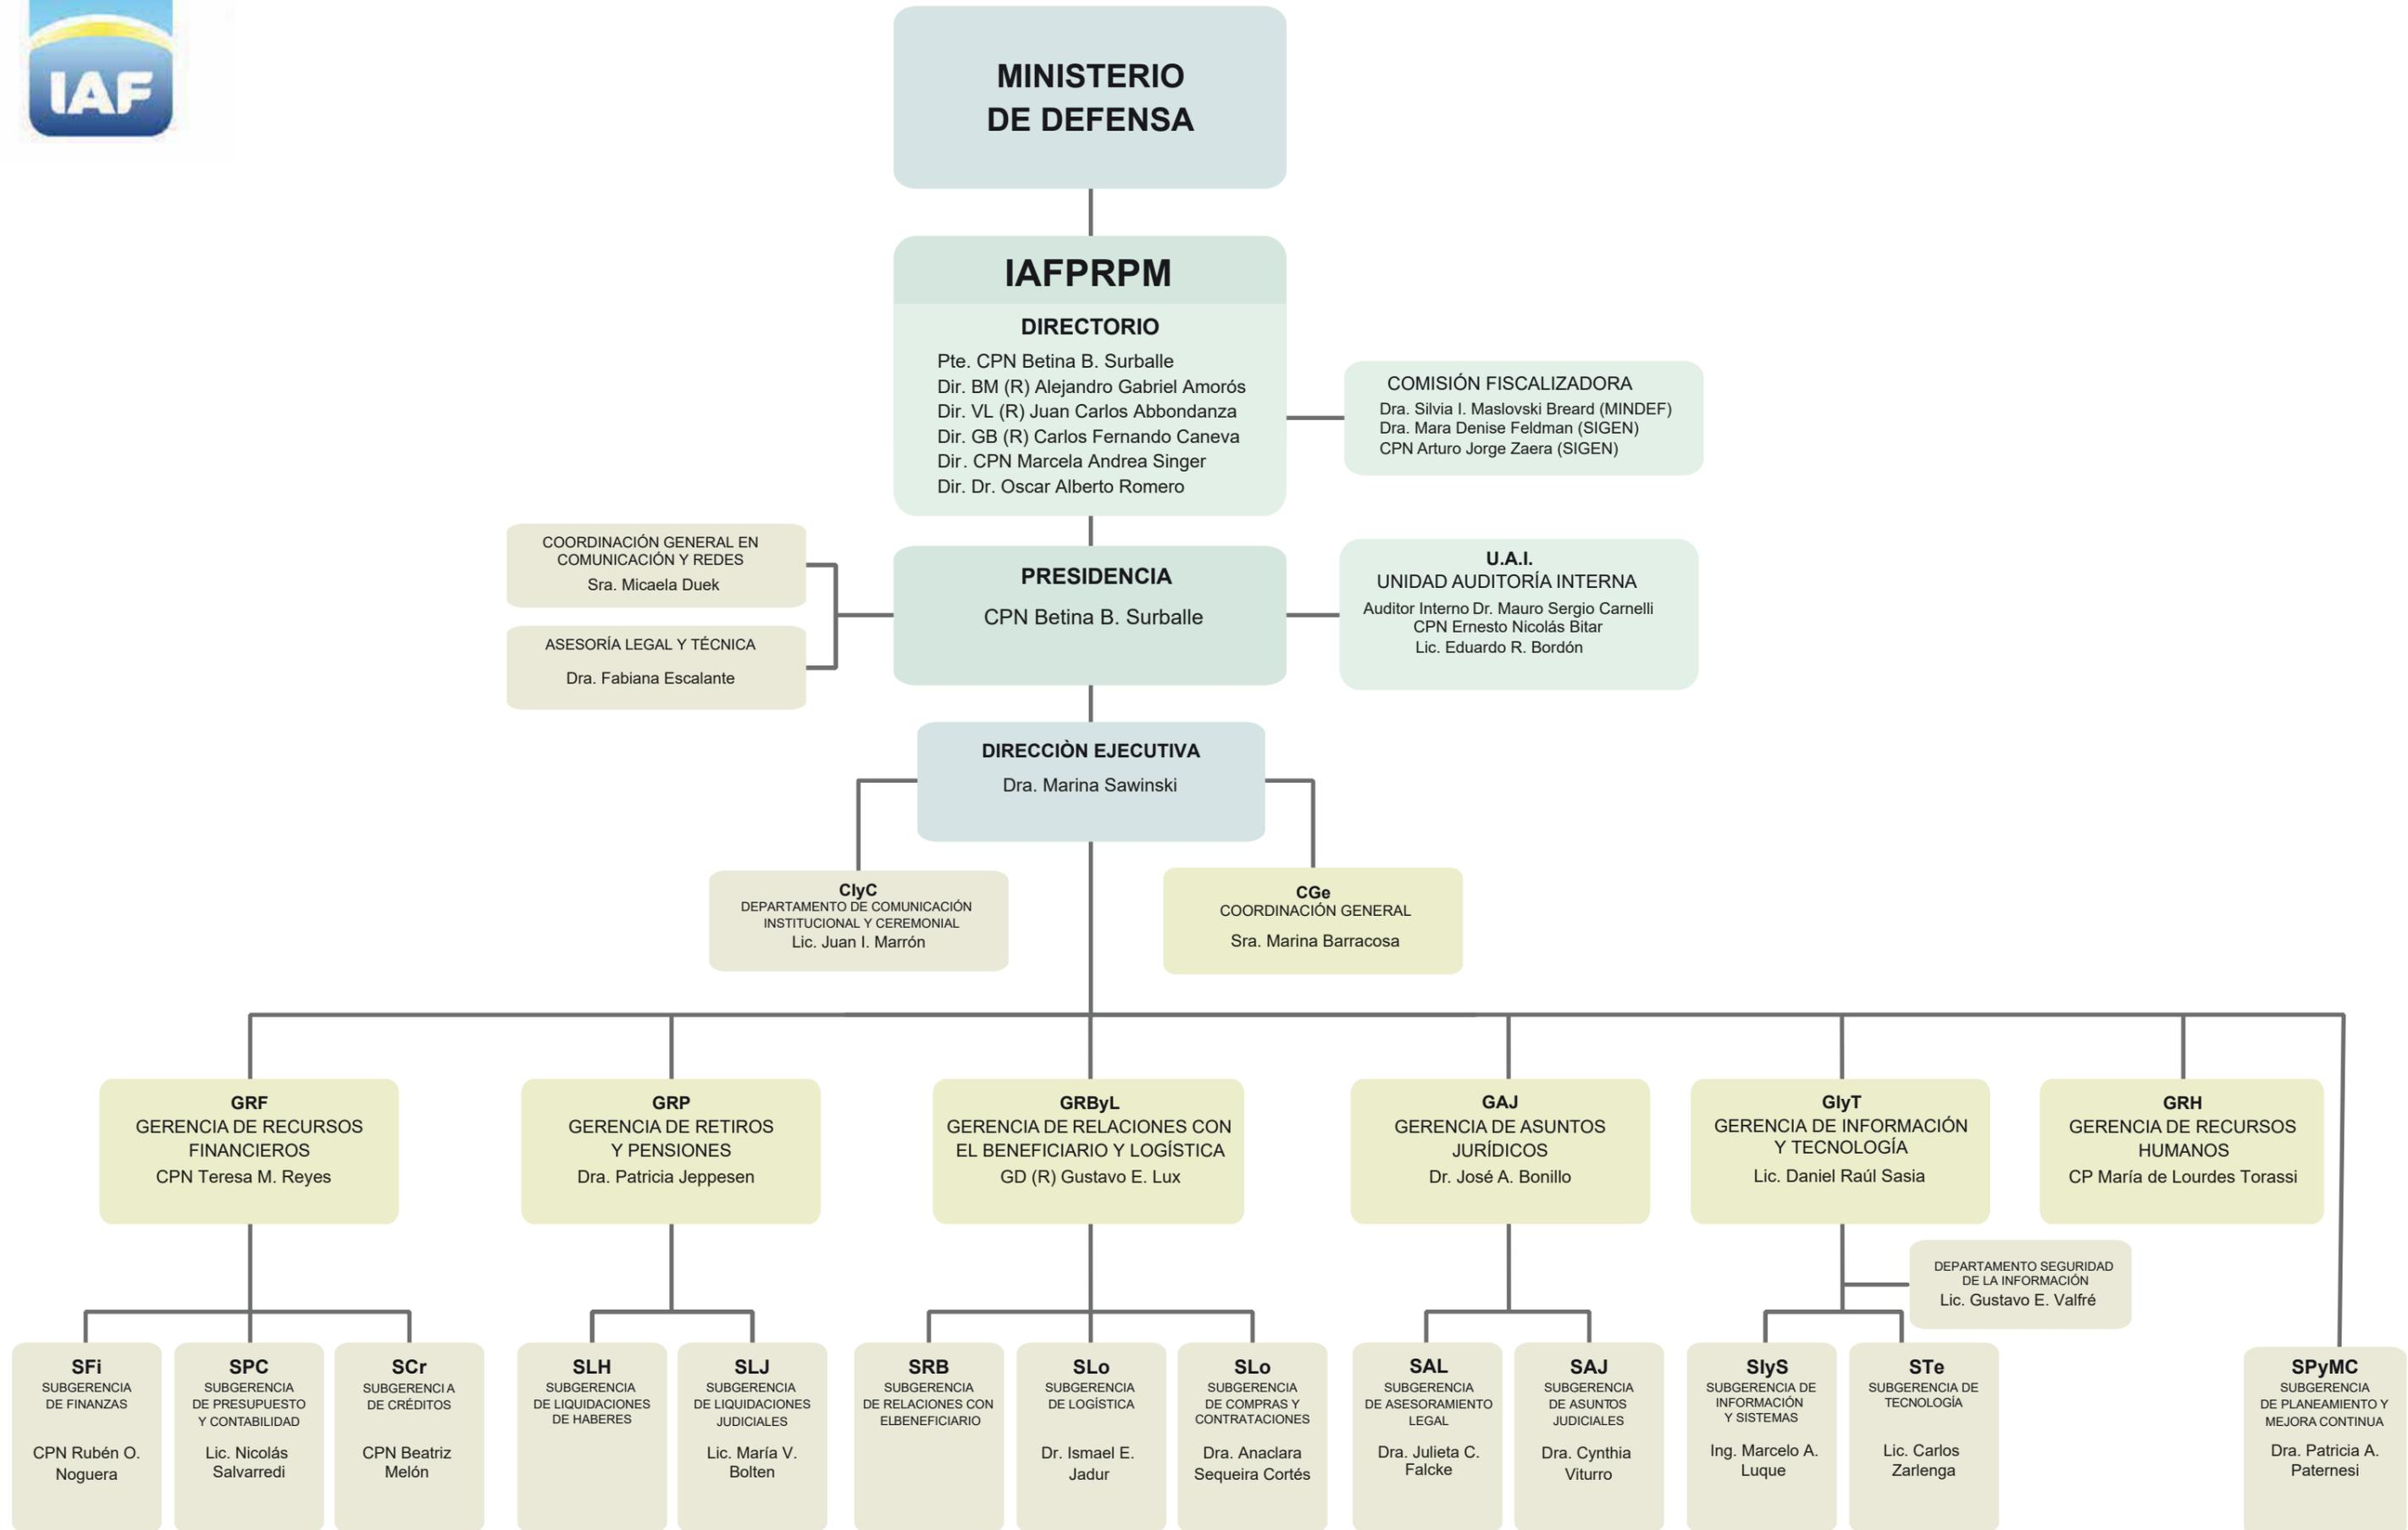 IAF
MINISTERIO
DE DEFENSA
IAFPRPM
DIRECTORIO
Pte. CPN Betina B. Surballe
Dir. BM (R) Alejandro Gabriel Amorós
Dir. VL (R) Juan Carlos Abbondanza
Dir. GB (R) Carlos Fernando Caneva
Dir. CPN Marcela Andrea Singer
Dir. Dr. Oscar Alberto Romero
COMISIÓN FISCALIZADORA
Dra. Silvia I. Maslovski Breard (MINDEF)
Dra. Mara Denise Feldman (SIGEN)
CPN Arturo Jorge Zaera (SIGEN)
COORDINACIÓN GENERAL EN
COMUNICACIÓN Y REDES
Sra. Micaela Duek
ASESORÍA LEGAL Y TÉCNICA
Dra. Fabiana Escalante
PRESIDENCIA
CPN Betina B. Surballe
U.A.I.
UNIDAD AUDITORÍA INTERNA
Auditor Interno Dr. Mauro Sergio Carnelli
CPN Ernesto Nicolás Bitar
Lic. Eduardo R. Bordón
DIRECCIÒN EJECUTIVA
Dra. Marina Sawinski
CIyC
DEPARTAMENTO DE COMUNICACIÓN
INSTITUCIONAL Y CEREMONIAL
Lic. Juan I. Marrón
CGe
COORDINACIÓN GENERAL
Sra. Marina Barracosa
GRF
GERENCIA DE RECURSOS
FINANCIEROS
CPN Teresa M. Reyes
GRP
GERENCIA DE RETIROS
Y PENSIONES
Dra. Patricia Jeppesen
GRByL
GERENCIA DE RELACIONES CON
EL BENEFICIARIO Y LOGÍSTICA
GD (R) Gustavo E. Lux
GAJ
GERENCIA DE ASUNTOS
JURÍDICOS
Dr. José A. Bonillo
GIyT
GERENCIA DE INFORMACIÓN
Y TECNOLOGÍA
Lic. Daniel Raúl Sasia
GRH
GERENCIA DE RECURSOS
HUMANOS
CP María de Lourdes Torassi
DEPARTAMENTO SEGURIDAD
DE LA INFORMACIÓN
Lic. Gustavo E. Valfré
SFi
SUBGERENCIA
DE FINANZAS
CPN Rubén O.
Noguera
SPC
SUBGERENCIA
DE PRESUPUESTO
Y CONTABILIDAD
Lic. Nicolás
Salvarredi
SCr
SUBGERENCIA
DE CRÉDITOS
CPN Beatriz
Melón
SLH
SUBGERENCIA
DE LIQUIDACIONES
DE HABERES
SLJ
SUBGERENCIA
DE LIQUIDACIONES
JUDICIALES
Lic. María V.
Bolten
SRB
SUBGERENCIA
DE RELACIONES CON
ELBENEFICIARIO
SLo
SUBGERENCIA
DE LOGÍSTICA
Dr. Ismael E.
Jadur
SLo
SUBGERENCIA
DE COMPRAS Y
CONTRATACIONES
Dra. Anaclara
Sequeira Cortés
SAL
SUBGERENCIA
DE ASESORAMIENTO
LEGAL
Dra. Julieta C.
Falcke
SAJ
SUBGERENCIA
DE ASUNTOS
JUDICIALES
Dra. Cynthia
Viturro
SIyS
SUBGERENCIA DE
INFORMACIÓN
Y SISTEMAS
Ing. Marcelo A.
Luque
STe
SUBGERENCIA DE
TECNOLOGÍA
Lic. Carlos
Zarlenga
SPyMC
SUBGERENCIA
DE PLANEAMIENTO Y
MEJORA CONTINUA
Dra. Patricia A.
Paternesi